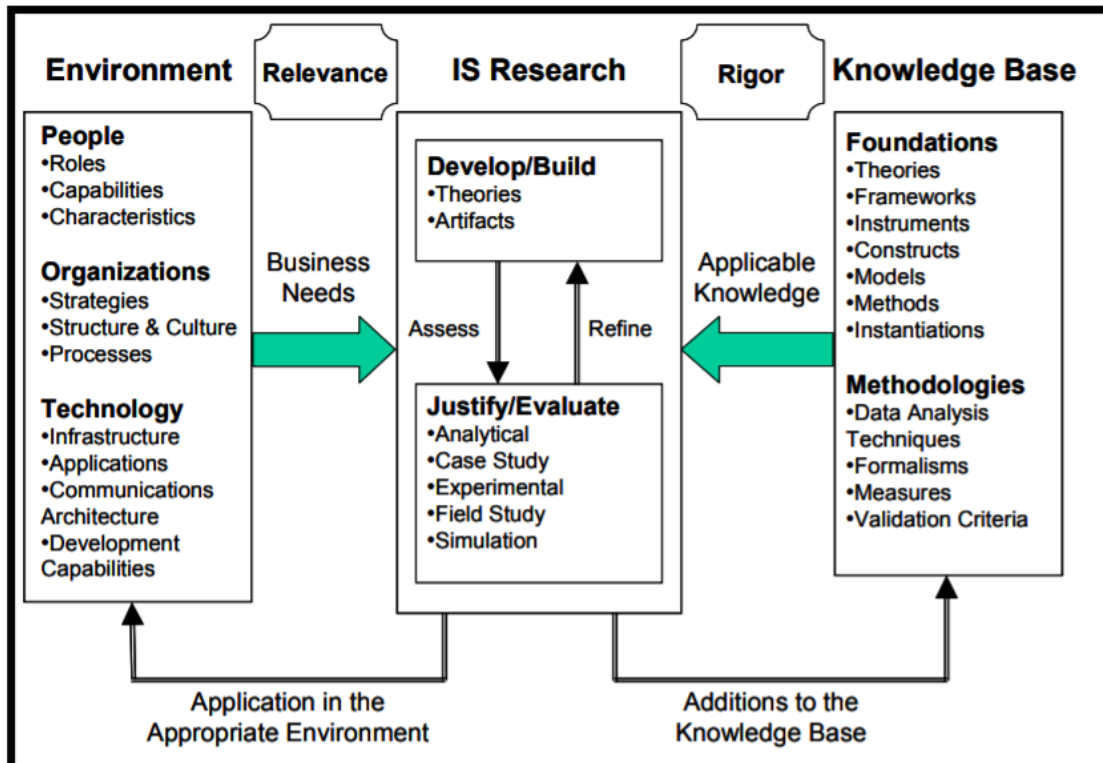 Environment
Relevance
IS Research
Rigor
Knowledge Base
People
•Roles
•Capabilities
•Characteristics
Organizations
•Strategies
•Structure & Culture
•Processes
Technology
•Infrastructure
•Applications
•Communications
Architecture
•Development
Capabilities
Business
Needs
Develop/Build
•Theories
•Artifacts
Assess
Refine
Justify/Evaluate
•Analytical
•Case Study
•Experimental
•Field Study
•Simulation
Applicable
Knowledge
Foundations
•Theories
•Frameworks
•Instruments
•Constructs
•Models
•Methods
•Instantiations
Methodologies
•Data Analysis
Techniques
•Formalisms
•Measures
•Validation Criteria
Application in the
Appropriate Environment
Additions to the
Knowledge Base